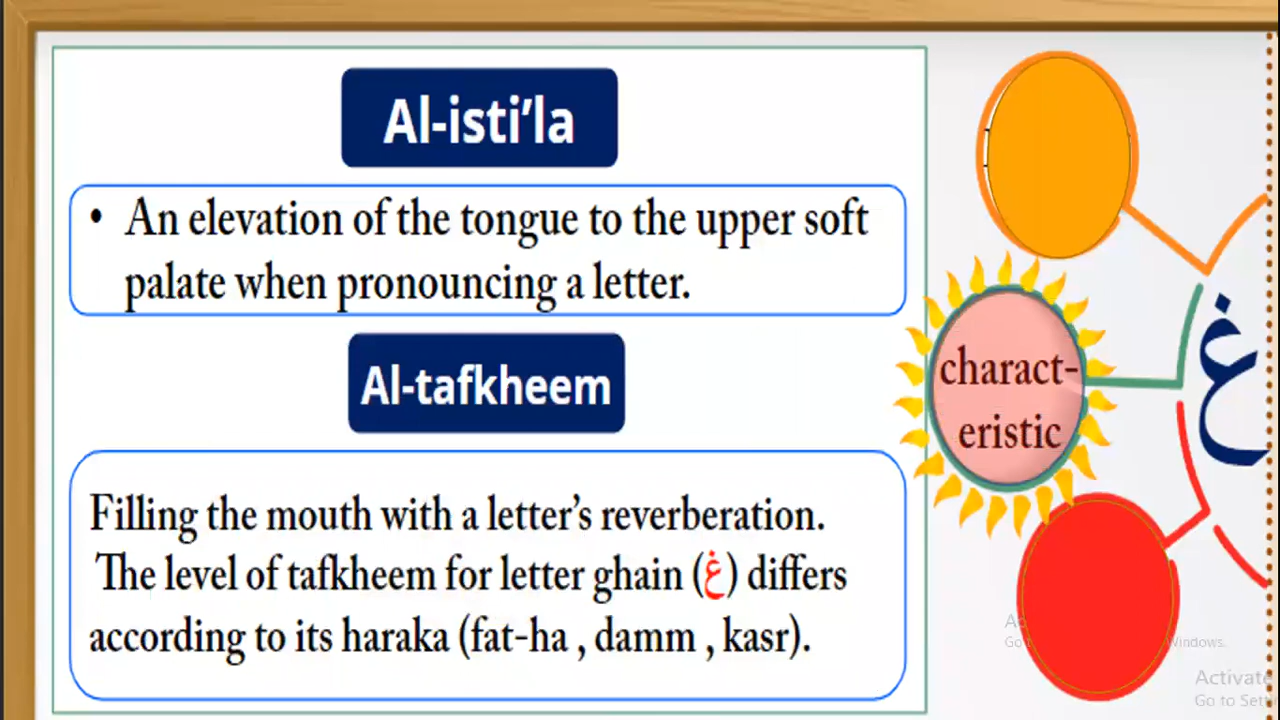 Al-isti’la
• An elevation of the tongue to the upper soft
palate when pronouncing a letter.
Al-tafkheem
Filling the mouth with a letter’s reverberation.
The level of tafkheem for letter ghain (غ) differs
according to its haraka (fat-ha , damm , kasr).
charact-
eristic
غ
Windows.
Activate
Go to Sett